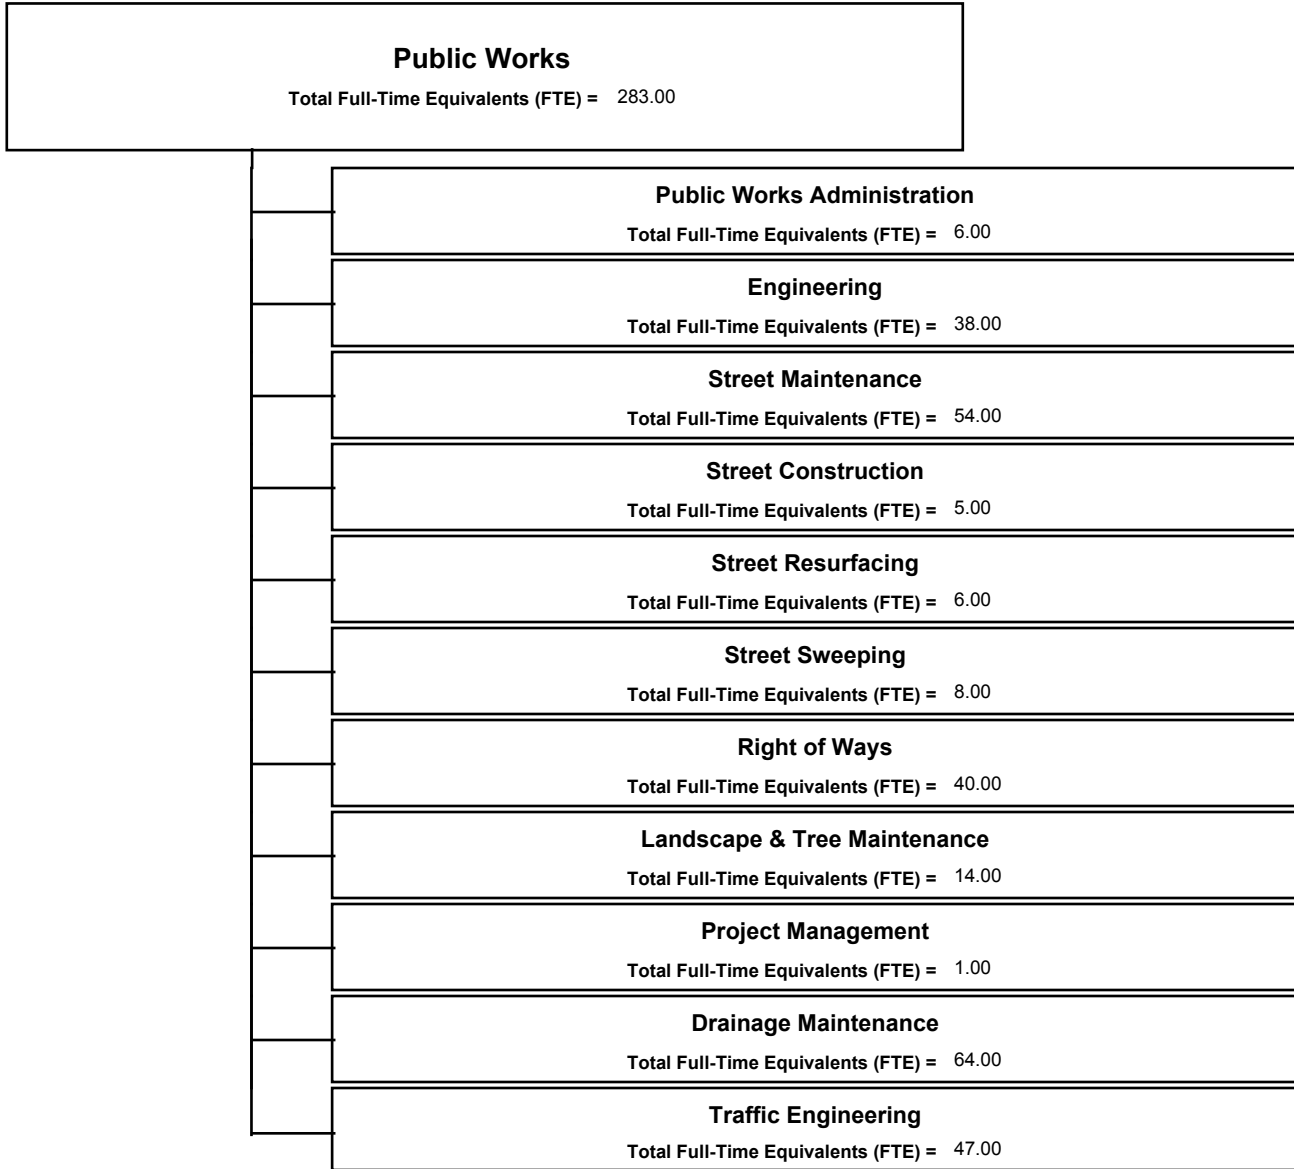 Public Works
Total Full-Time Equivalents (FTE) = 283.00
Public Works Administration
Total Full-Time Equivalents (FTE) = 6.00
Engineering
Total Full-Time Equivalents (FTE) = 38.00
Street Maintenance
Total Full-Time Equivalents (FTE) = 54.00
Street Construction
Total Full-Time Equivalents (FTE) = 5.00
Street Resurfacing
Total Full-Time Equivalents (FTE) = 6.00
Street Sweeping
Total Full-Time Equivalents (FTE) = 8.00
Right of Ways
Total Full-Time Equivalents (FTE) = 40.00
Landscape & Tree Maintenance
Total Full-Time Equivalents (FTE) = 14.00
Project Management
Total Full-Time Equivalents (FTE) = 1.00
Drainage Maintenance
Total Full-Time Equivalents (FTE) = 64.00
Traffic Engineering
Total Full-Time Equivalents (FTE) = 47.00